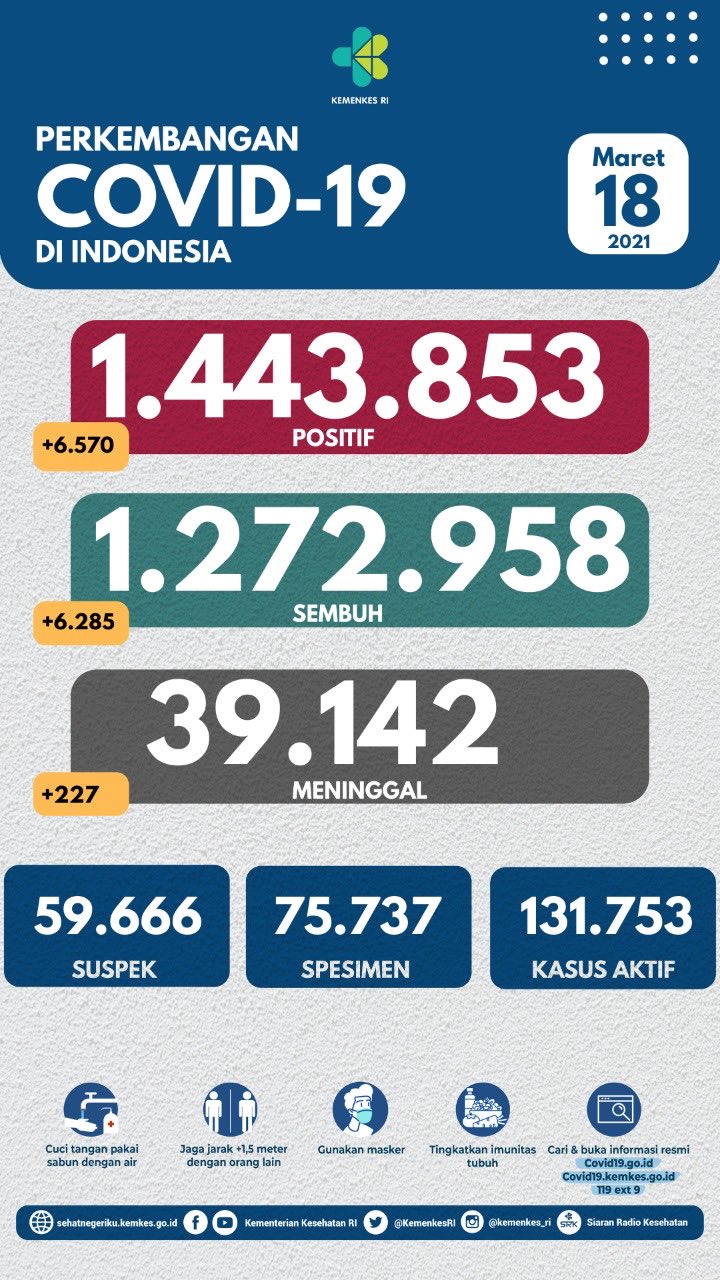 KEMENKES RI
PERKEMBANGAN
COVID-19
DI INDONESIA
Maret
18
2021
1.443.853
POSITIF
+6.570
1.272.958
SEMBUH
+6.285
39.142
MENINGGAL
+227
59.666
SUSPEK
75.737
SPESIMEN
131.753
KASUS AKTIF
Cuci tangan pakai
sabun dengan air
Jaga jarak +1,5 meter
dengan orang lain
Gunakan masker
Tingkatkan imunitas
tubuh
Cari & buka informasi resmi
Covid19.go.id
Covid19.kemkes.go.id
119 ext 9
sehatnegeriku.kemkes.go.id Kementerian Kesehatan RI @KemenkesRI @kemenkes_ri SRK Siaran Radio Kesehatan